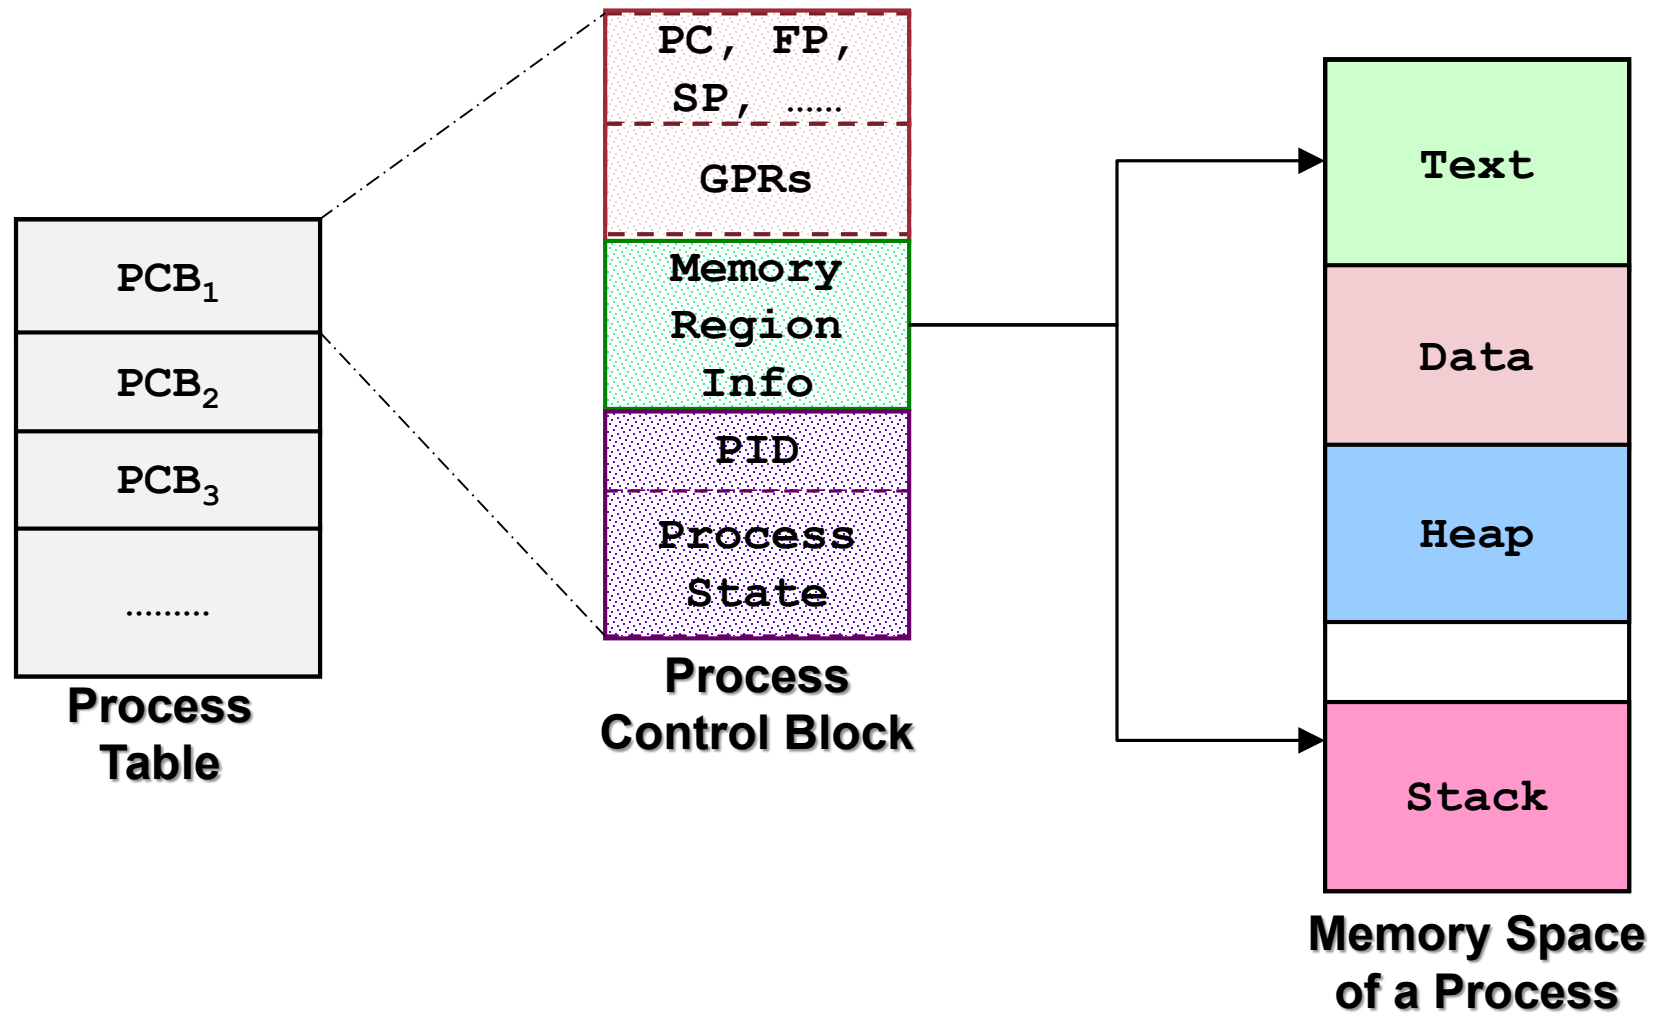 PCB₁
PCB₂
PCB₃
.........
Process
Table
PC, FP,
SP, ......
GPRs
Memory
Region
Info
PID
Process
State
Process
Control Block
Text
Data
Heap
Stack
Memory Space
of a Process